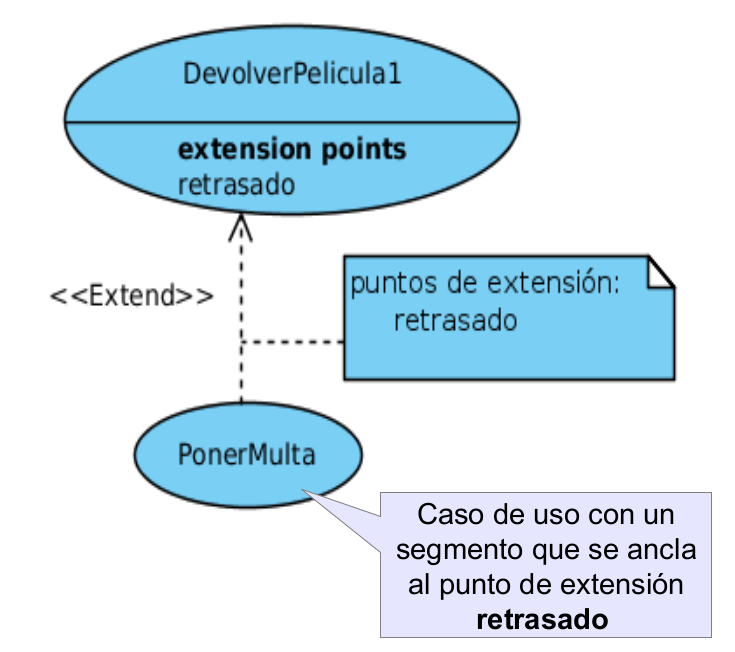 DevolverPelicula1
extension points
retrasado
<<Extend>>
puntos de extensión:
retrasado
PonerMulta
Caso de uso con un
segmento que se ancla
al punto de extensión
retrasado